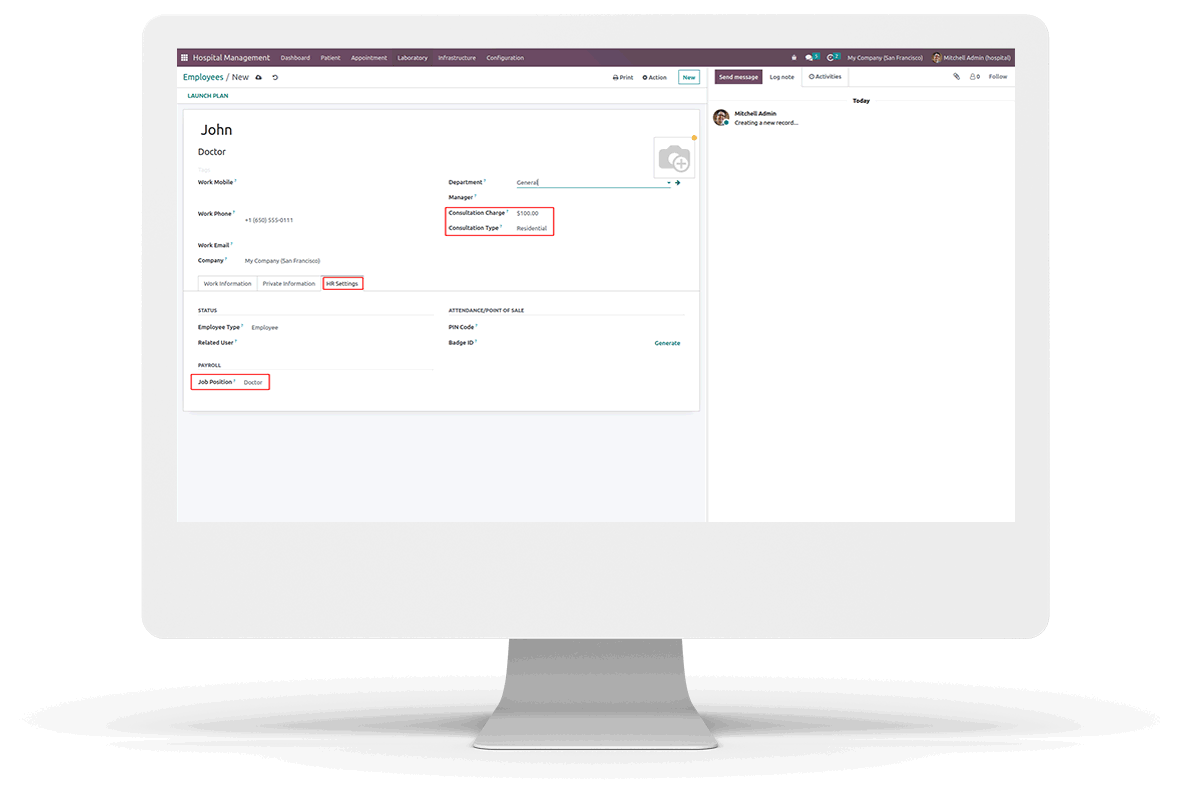 Hospital Management Dashboard Patient Appointment Laboratory Infrastructure Configuration 5 2 My Company (San Francisco) Mitchell Admin (hospital)
Employees / New Print Action New Send message Log note Activities 0 Follow
LAUNCH PLAN
Today
Mitchell Admin
Creating a new record...
John
Doctor
Tags
Work Mobile ? Department ? General
Manager ?
Work Phone ? Consultation Charge ? $100.00
+1 (650) 555-0111
Consultation Type ? Residential
Work Email ?
Company ? My Company (San Francisco)
Work Information Private Information HR Settings
STATUS ATTENDANCE/POINT OF SALE
Employee Type ? Employee PIN Code ?
Related User ? Badge ID ? Generate
PAYROLL
Job Position ? Doctor